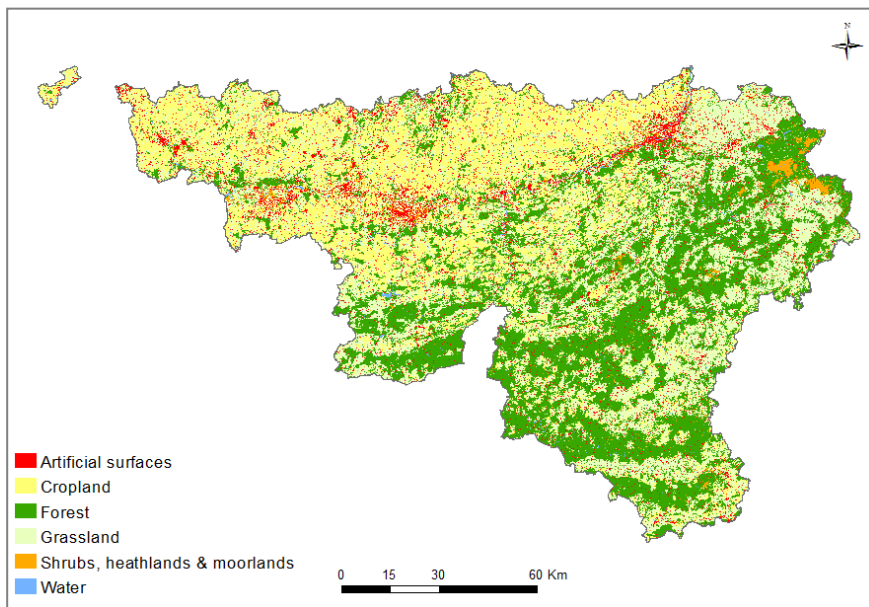 N
Artificial surfaces
Cropland
Forest
Grassland
Shrubs, heathlands & moorlands
Water
0 15 30 60 Km